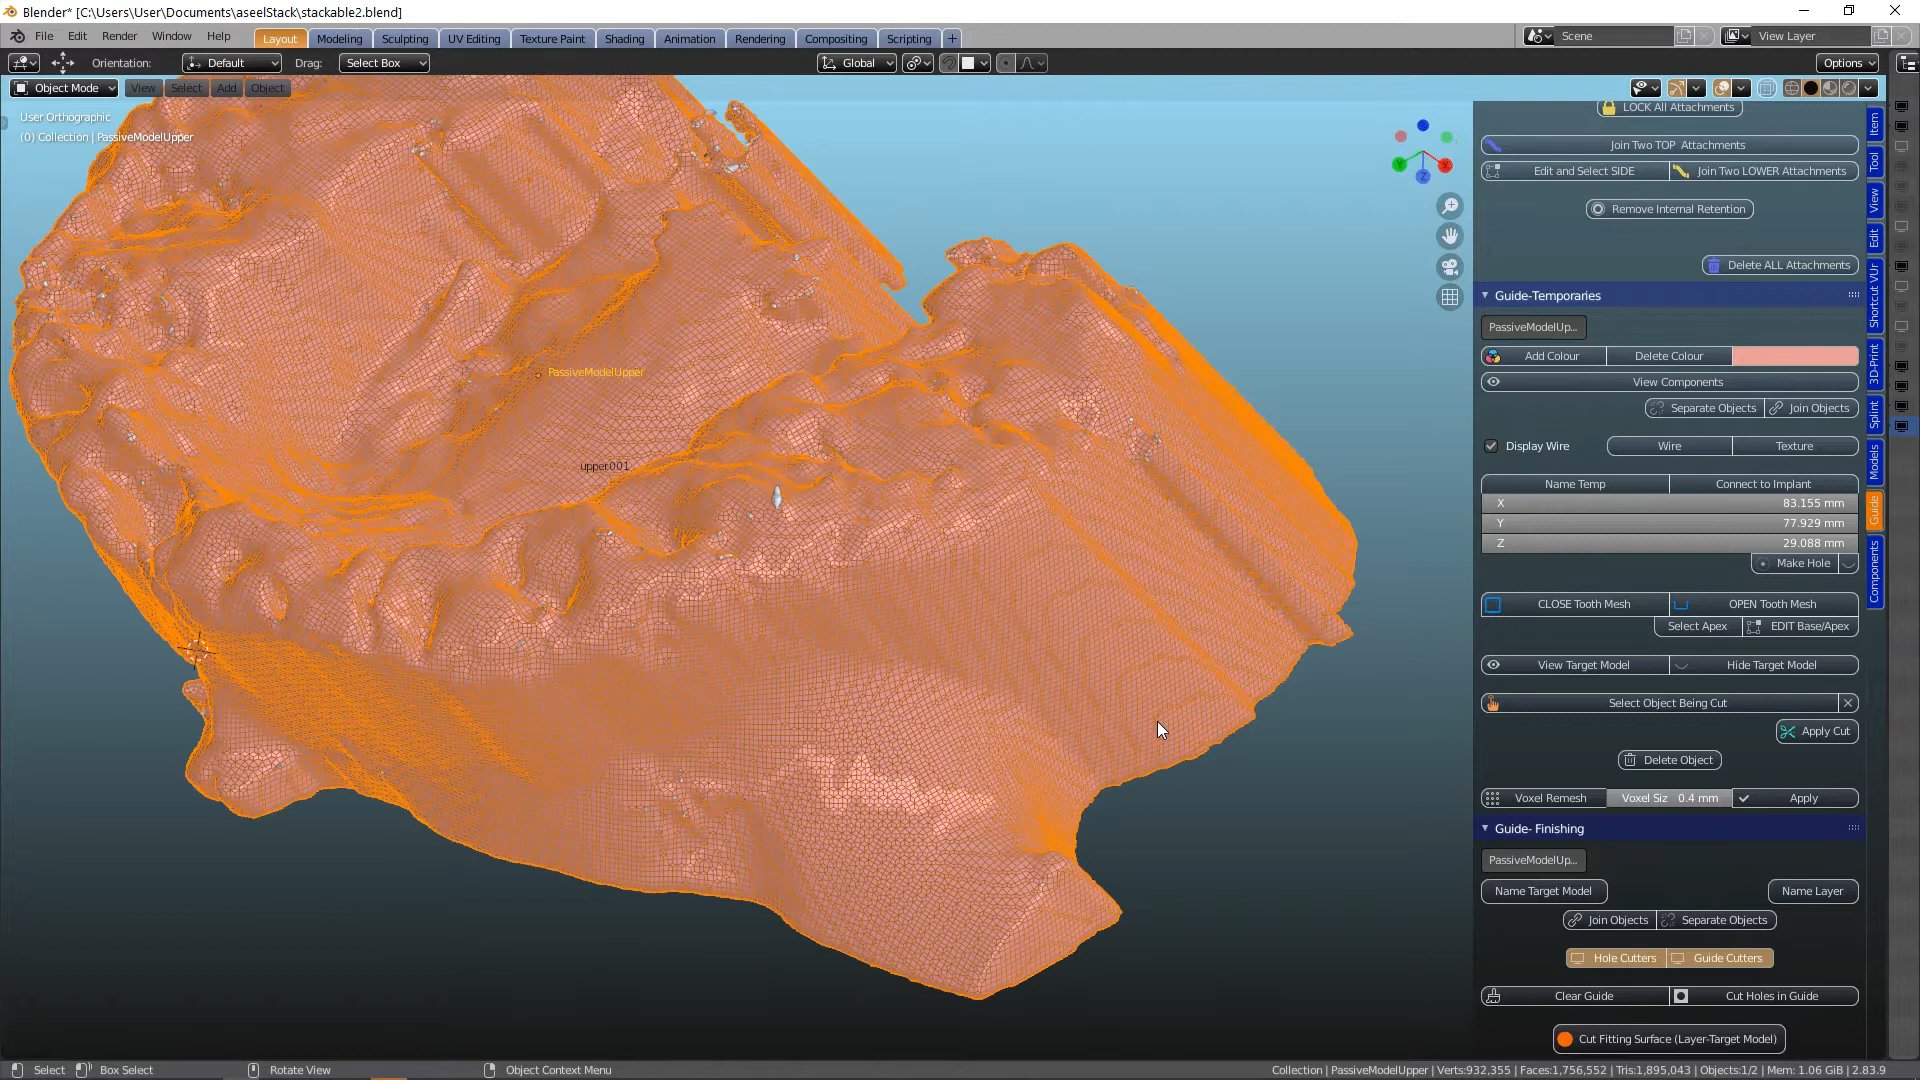 Blender* [C:\Users\User\Documents\aseelStack\stackable2.blend]
File Edit Render Window Help Layout Modeling Sculpting UV Editing Texture Paint Shading Animation Rendering Compositing Scripting + Scene View Layer
Orientation: Default Drag: Select Box Global Options
Object Mode View Select Add Object
User Orthographic
(0) Collection | PassiveModelUpper
PassiveModelUpper
upper.001
X
Y
Z
LOCK All Attachments
Join Two TOP Attachments
Edit and Select SIDE Join Two LOWER Attachments
Remove Internal Retention
Delete ALL Attachments
Guide-Temporaries
PassiveModelUp...
Add Colour Delete Colour
View Components
Separate Objects Join Objects
Display Wire Wire Texture
Name Temp Connect to Implant
X 83.155 mm
Y 77.929 mm
Z 29.088 mm
Make Hole
CLOSE Tooth Mesh OPEN Tooth Mesh
Select Apex EDIT Base/Apex
View Target Model Hide Target Model
Select Object Being Cut
Apply Cut
Delete Object
Voxel Remesh Voxel Siz 0.4 mm Apply
Guide- Finishing
PassiveModelUp...
Name Target Model Name Layer
Join Objects Separate Objects
Hole Cutters Guide Cutters
Clear Guide Cut Holes in Guide
Cut Fitting Surface (Layer-Target Model)
Item
Tool
View
Edit
Shortcut VUr
3D-Print
Splint
Models
Guide
Components
Select Box Select Rotate View Object Context Menu Collection | PassiveModelUpper | Verts:932,355 | Faces:1,756,552 | Tris:1,895,043 | Objects:1/2 | Mem: 1.06 GiB | 2.83.9